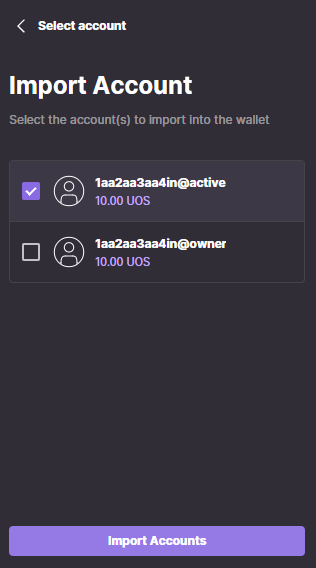 Select account
Import Account
Select the account(s) to import into the wallet
1aa2aa3aa4in@active
10.00 UOS
1aa2aa3aa4in@owner
10.00 UOS
Import Accounts